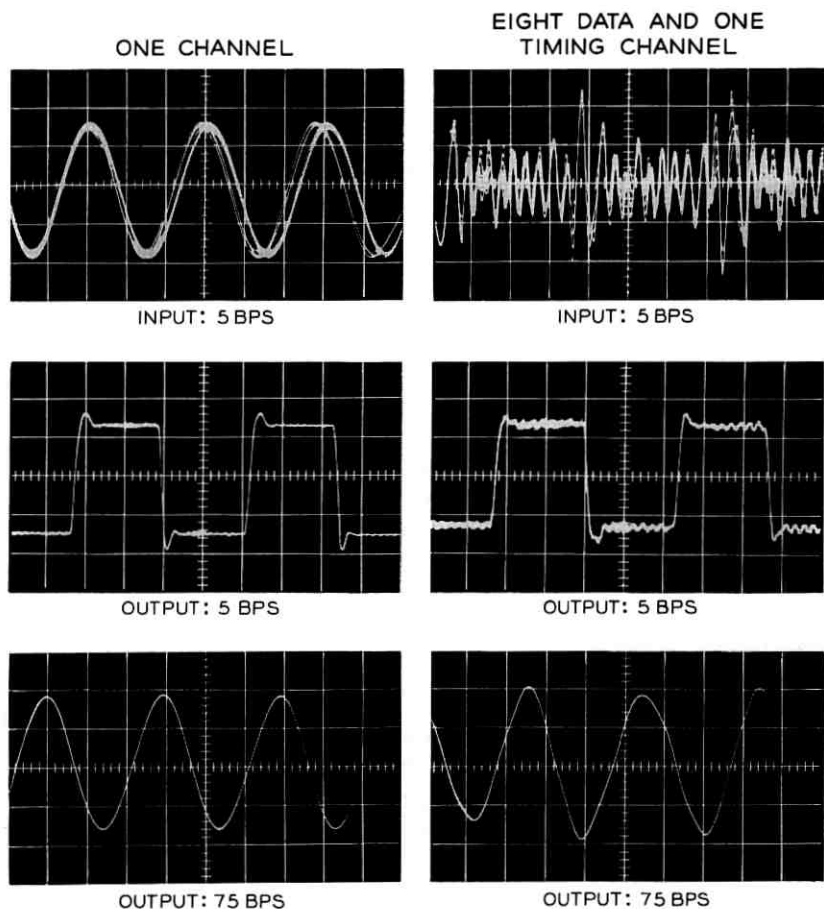 ONE CHANNEL
EIGHT DATA AND ONE
TIMING CHANNEL
INPUT: 5 BPS
INPUT: 5 BPS
OUTPUT: 5 BPS
OUTPUT: 5 BPS
OUTPUT: 75 BPS
OUTPUT: 75 BPS